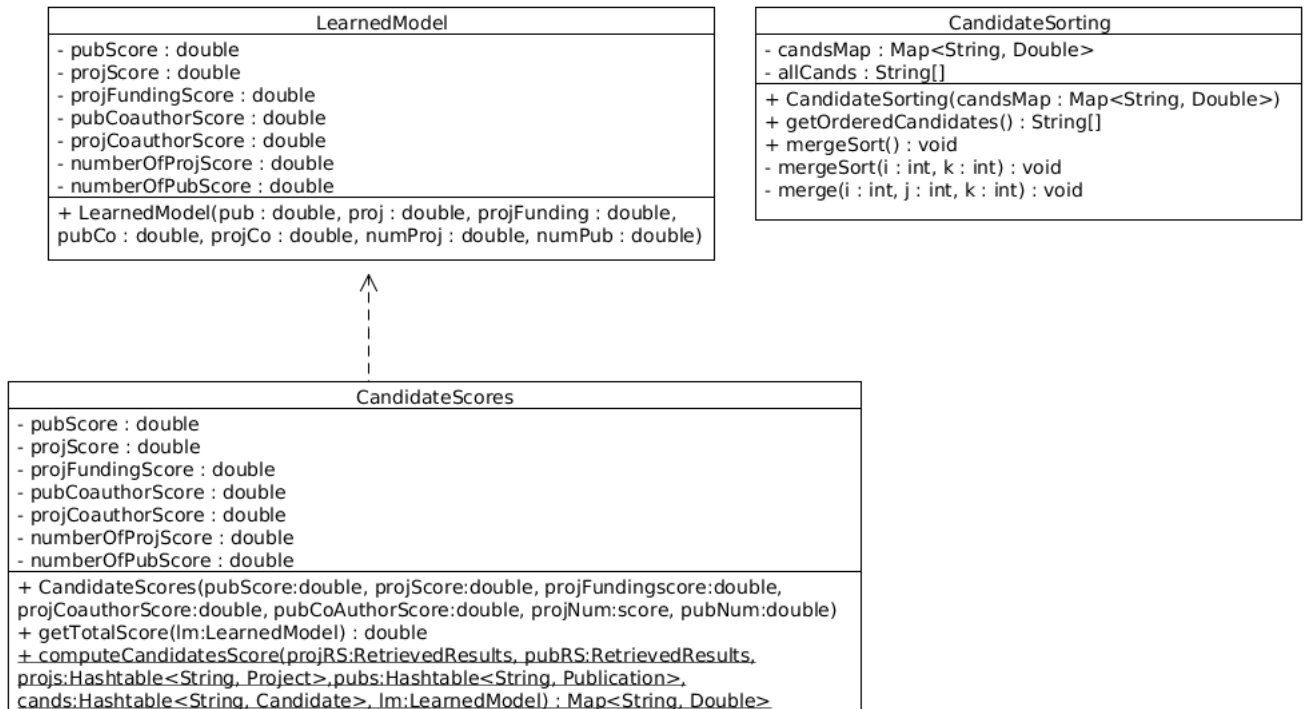 LearnedModel
- pubScore : double
- projScore : double
- projFundingScore : double
- pubCoauthorScore : double
- projCoauthorScore : double
- numberOfProjScore : double
- numberOfPubScore : double
+ LearnedModel(pub : double, proj : double, projFunding : double,
pubCo : double, projCo : double, numProj : double, numPub : double)
CandidateSorting
- candsMap : Map<String, Double>
- allCands : String[]
+ CandidateSorting(candsMap : Map<String, Double>)
+ getOrderedCandidates() : String[]
+ mergeSort() : void
- mergeSort(i : int, k : int) : void
- merge(i : int, j : int, k : int) : void
CandidateScores
- pubScore : double
- projScore : double
- projFundingScore : double
- pubCoauthorScore : double
- projCoauthorScore : double
- numberOfProjScore : double
- numberOfPubScore : double
+ CandidateScores(pubScore:double, projScore:double, projFundingscore:double,
projCoauthorScore:double, pubCoAuthorScore:double, projNum:score, pubNum:double)
+ getTotalScore(lm:LearnedModel) : double
+ computeCandidatesScore(projRS:RetrievedResults, pubRS:RetrievedResults,
projs:Hashtable<String, Project>,pubs:Hashtable<String, Publication>,
cands:Hashtable<String, Candidate>, lm:LearnedModel) : Map<String, Double>